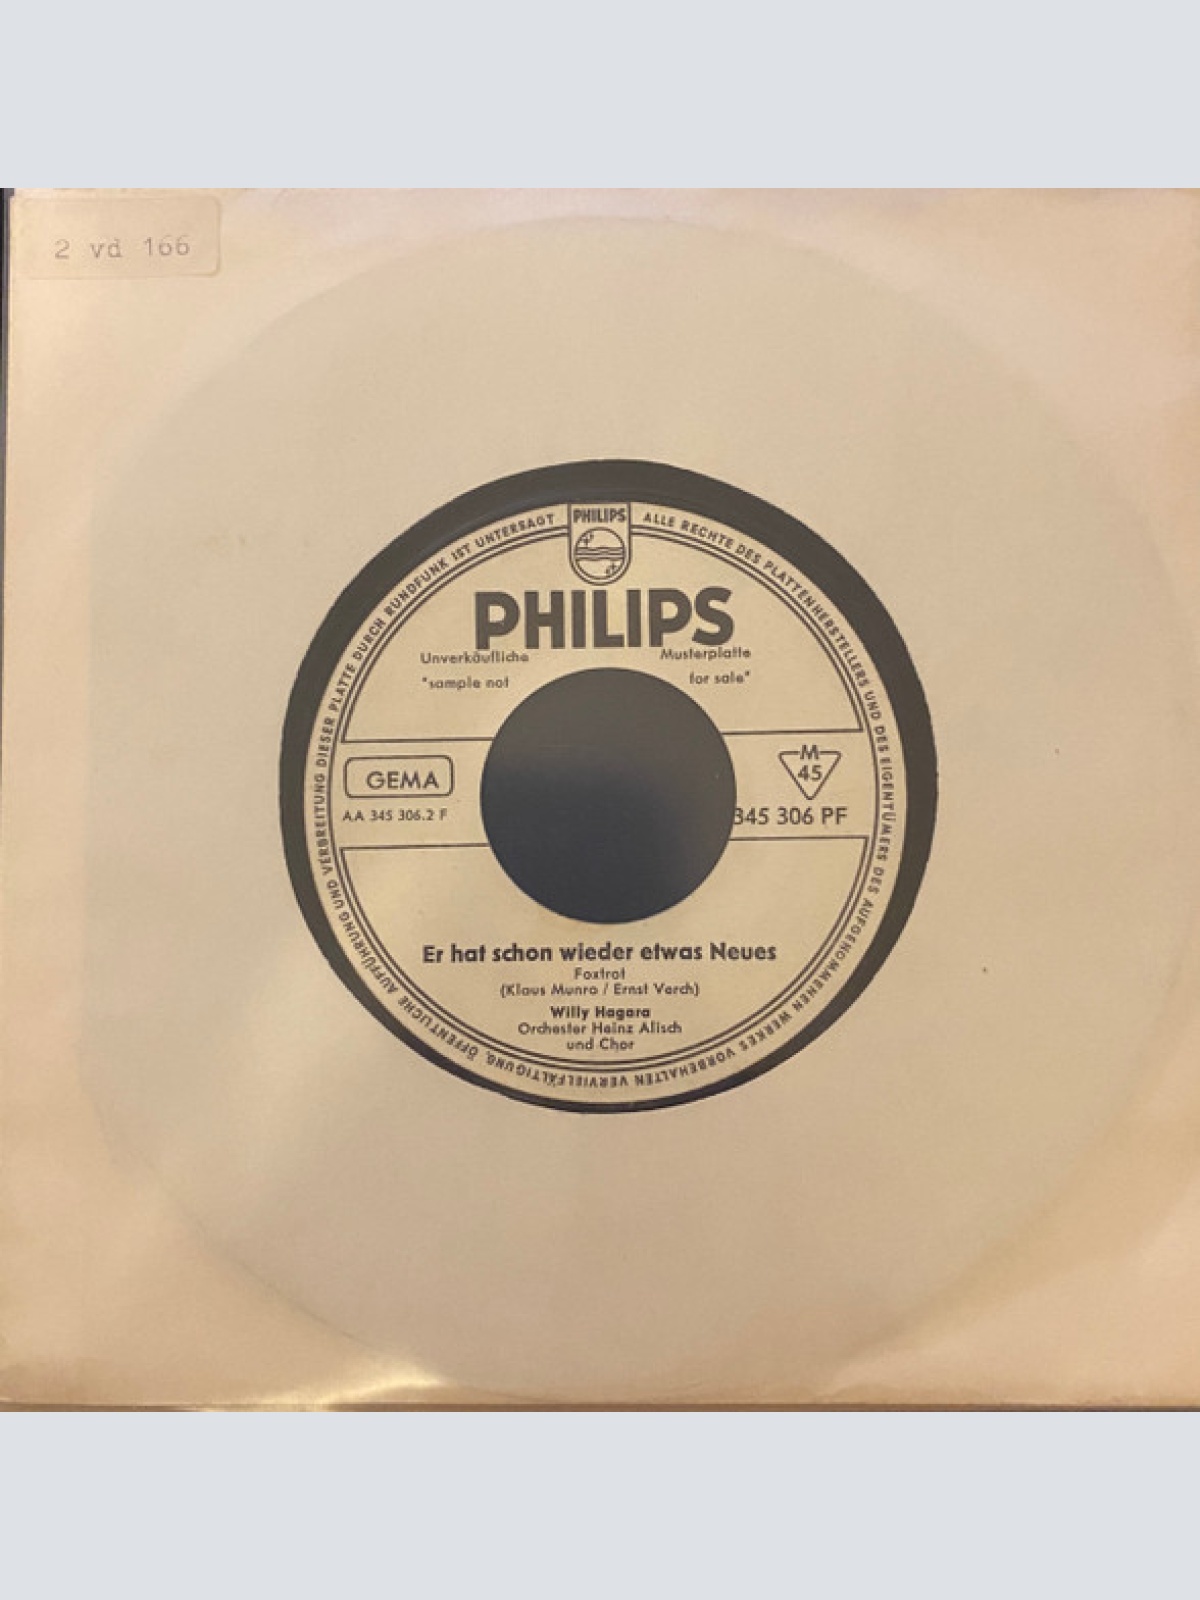 2 vd 166
ALLE RECHTE DES PLATTENHERSTELLERS UND DES EIGENTÜMERS DES AUFGENOMMENEN WERKES VORBEHALTEN VERVIELFÄLTIGUNG, ÖFFENTLICHE AUFFÜHRUNG UND VERBREITUNG DIESER PLATTE DURCH RUNDFUNK IST UNTERSAGT
PHILIPS
PHILIPS
Unverkäufliche Musterplatte
"sample not for sale"
GEMA
M
45
AA 345 306.2 F
345 306 PF
Er hat schon wieder etwas Neues
Foxtrot
(Klaus Munro / Ernst Verch)
Willy Hagara
Orchester Heinz Alisch
und Chor